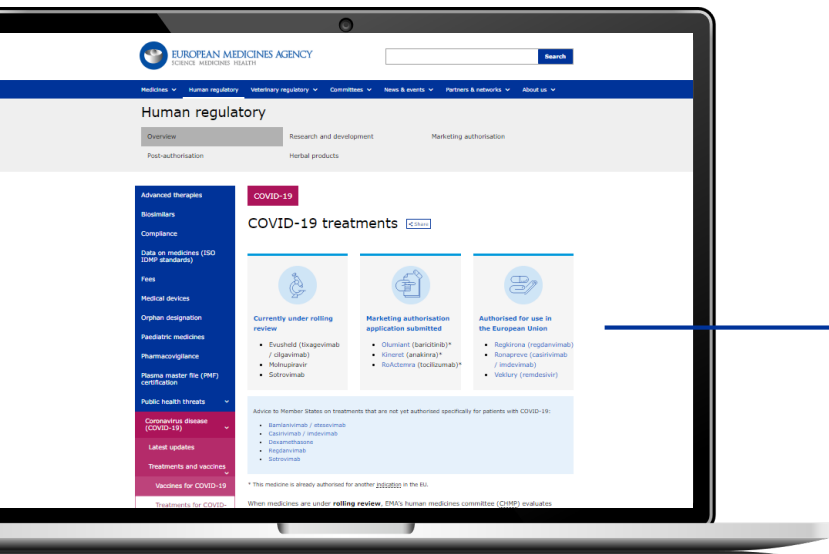 EUROPEAN MEDICINES AGENCY
SCIENCE MEDICINES HEALTH
Search
Medicines
Human regulatory
Veterinary regulatory
Committees
News & events
Partners & networks
About us
Human regulatory
Overview
Research and development
Marketing authorisation
Post-authorisation
Herbal products
Advanced therapies
Biosimilars
Compliance
Data on medicines (ISO
IDMP standards)
Fees
Medical devices
Orphan designation
Paediatric medicines
Pharmacovigilance
Plasma master file (PMF)
certification
Public health threats
Coronavirus disease
(COVID-19)
Latest updates
Treatments and vaccines
Vaccines for COVID-19
Treatments for COVID-
COVID-19
COVID-19 treatments
Share
Currently under rolling
review
• Evusheld (tixagevimab
/ cilgavimab)
• Molnupiravir
• Sotrovimab
Marketing authorisation
application submitted
• Olumiant (baricitinib)*
• Kineret (anakinra)*
• RoActemra (tocilizumab)*
Authorised for use in
the European Union
• Regkirona (regdanvimab)
• Ronapreve (casirivimab
/ imdevimab)
• Veklury (remdesivir)
Advice to Member States on treatments that are not yet authorised specifically for patients with COVID-19:
• Bamlanivimab / etesevimab
• Casirivimab / imdevimab
• Dexamethasone
• Regdanvimab
• Sotrovimab
* This medicine is already authorised for another indication in the EU.
When medicines are under rolling review, EMA's human medicines committee (CHMP) evaluates